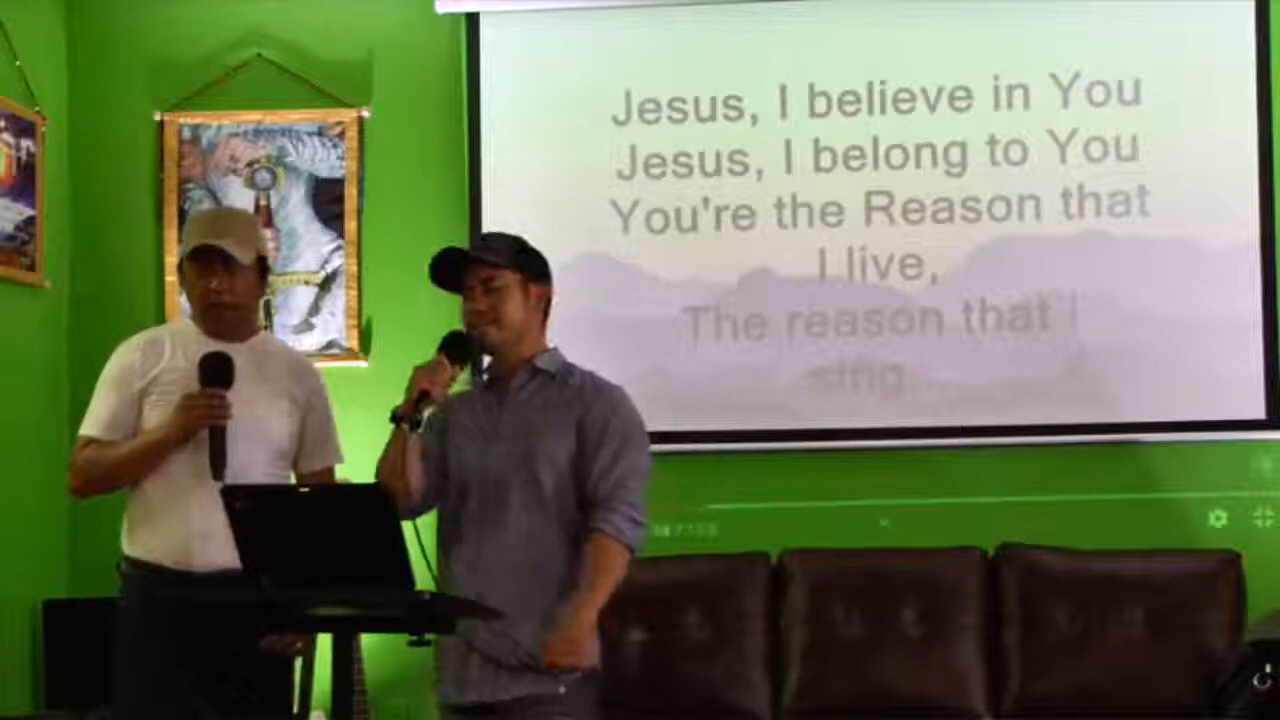 Jesus, I believe in You
Jesus, I belong to You
You're the Reason that
I live,
The reason that I
sing